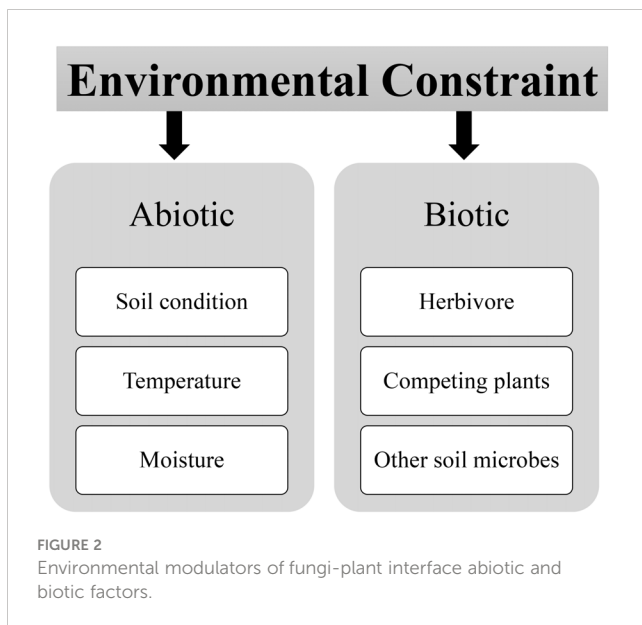 Environmental Constraint
Abiotic
Soil condition
Temperature
Moisture
Biotic
Herbivore
Competing plants
Other soil microbes
FIGURE 2
Environmental modulators of fungi-plant interface abiotic and
biotic factors.